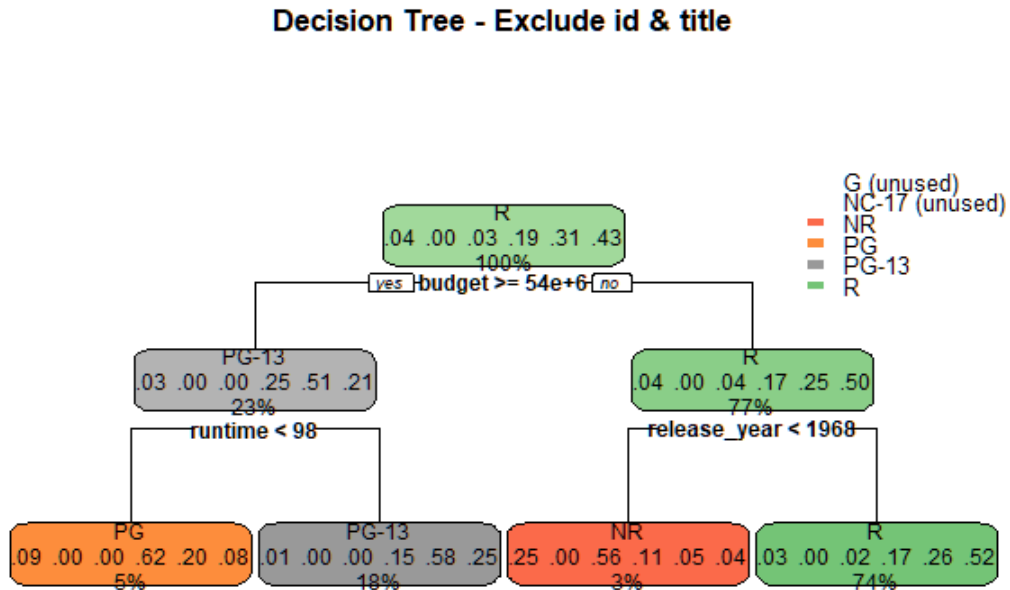 Decision Tree - Exclude id & title
G (unused)
NC-17 (unused)
NR
PG
PG-13
R
R
.04 .00 .03 .19 .31 .43
100%
yes budget >= 54e+6 no
PG-13
.03 .00 .00 .25 .51 .21
23%
R
.04 .00 .04 .17 .25 .50
77%
runtime < 98
release_year < 1968
PG
.09 .00 .00 .62 .20 .08
5%
PG-13
.01 .00 .00 .15 .58 .25
18%
NR
.25 .00 .56 .11 .05 .04
3%
R
.03 .00 .02 .17 .26 .52
74%